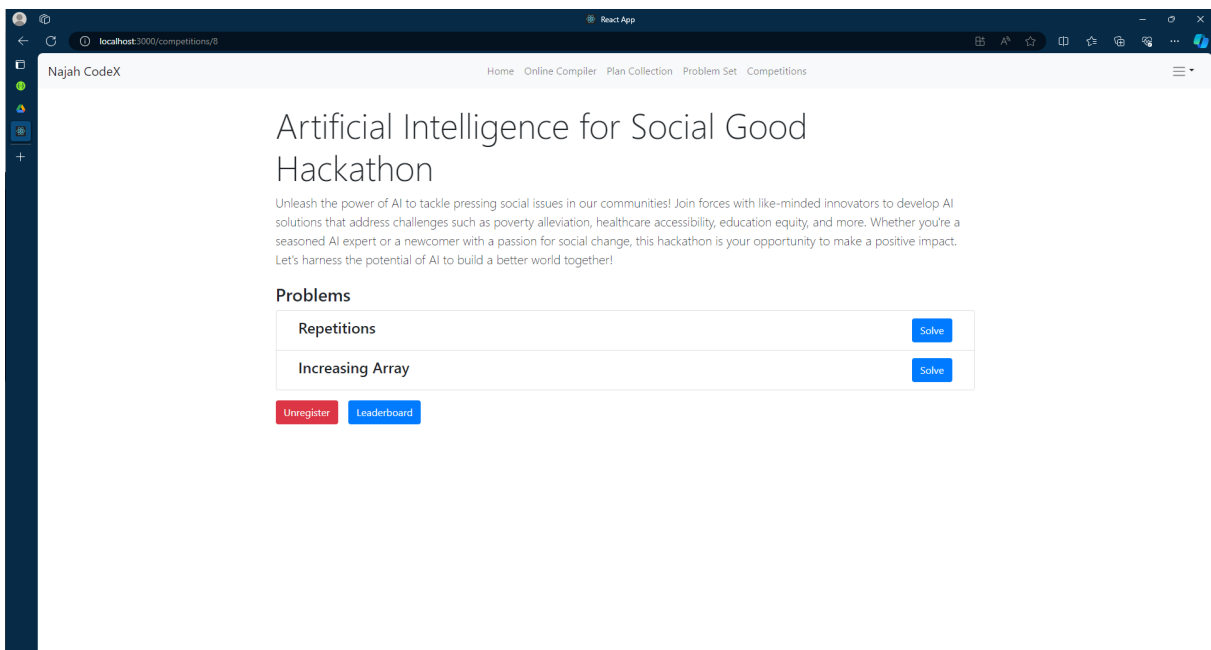 React App
localhost:3000/competitions/8
Najah CodeX
Home Online Compiler Plan Collection Problem Set Competitions
Artificial Intelligence for Social Good
Hackathon
Unleash the power of AI to tackle pressing social issues in our communities! Join forces with like-minded innovators to develop AI
solutions that address challenges such as poverty alleviation, healthcare accessibility, education equity, and more. Whether you're a
seasoned AI expert or a newcomer with a passion for social change, this hackathon is your opportunity to make a positive impact.
Let's harness the potential of AI to build a better world together!
Problems
Repetitions
Solve
Increasing Array
Solve
Unregister Leaderboard